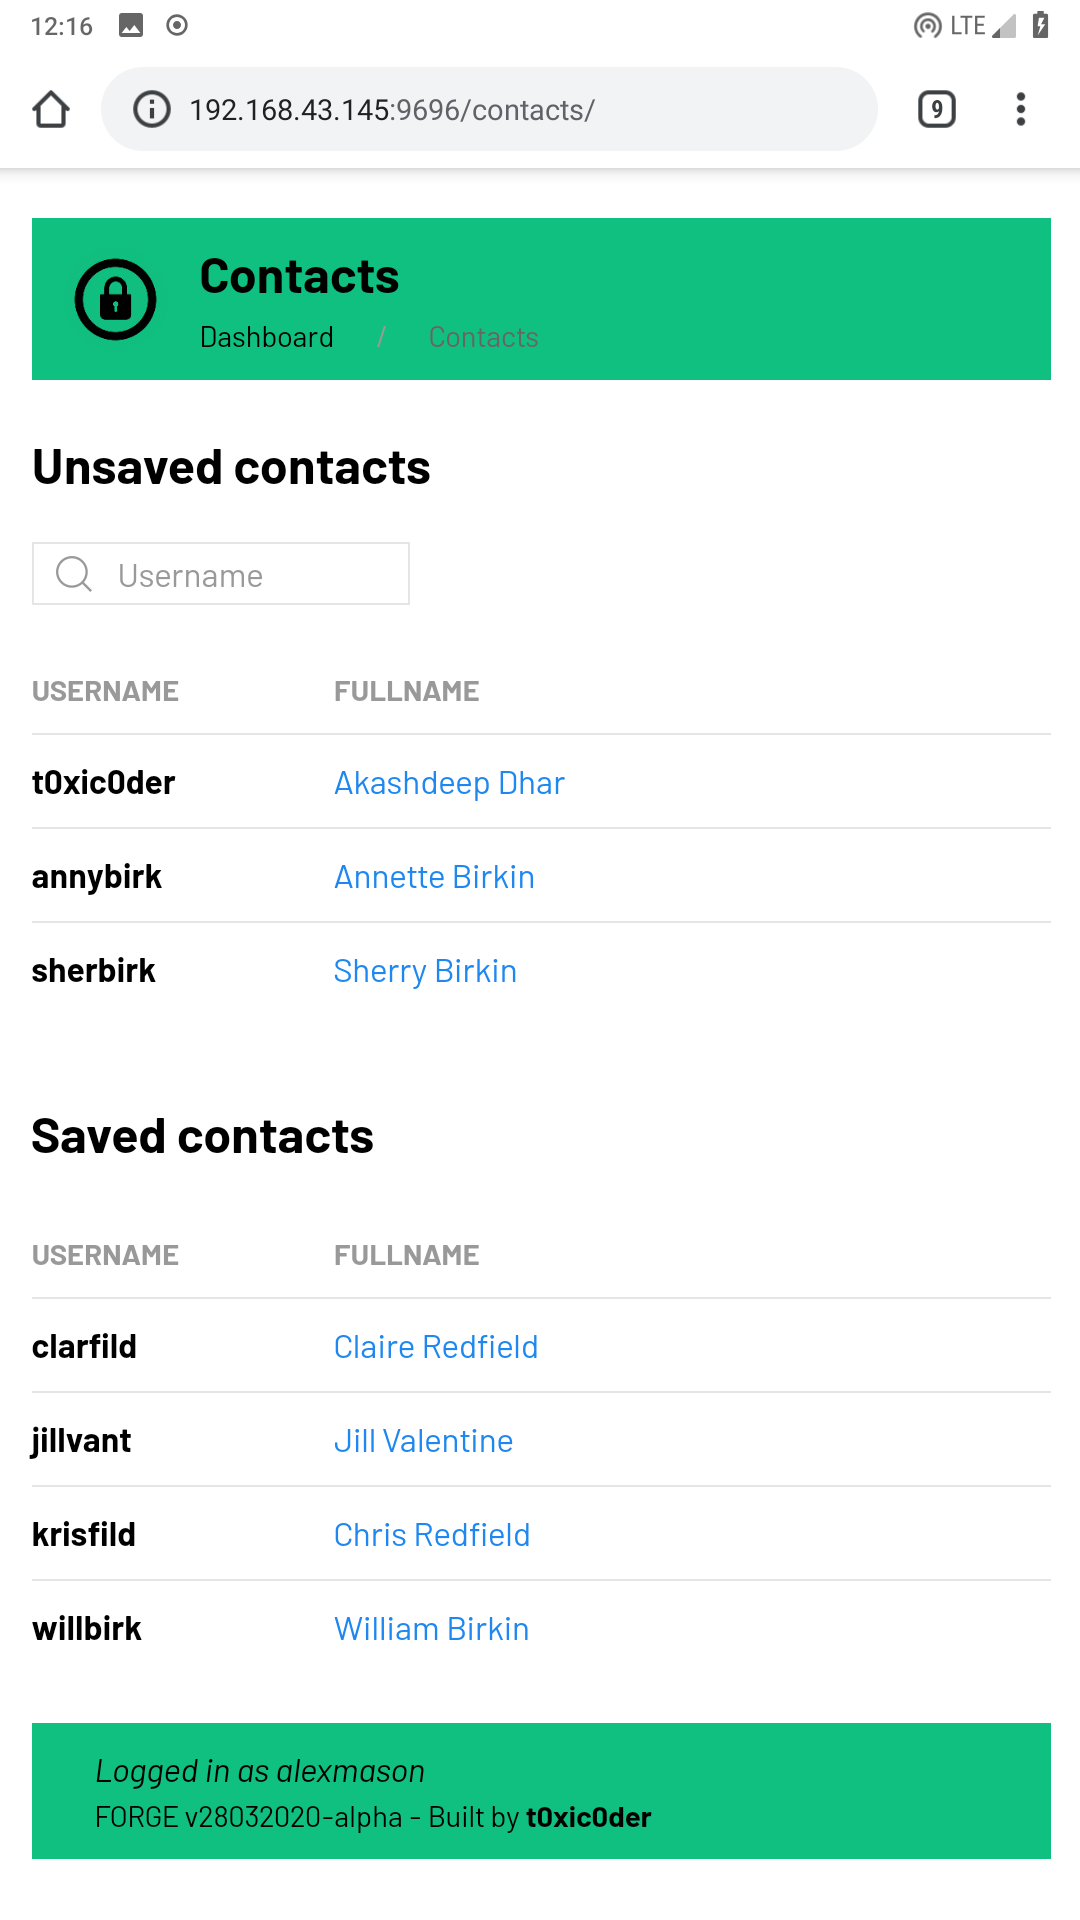 12:16 LTE
192.168.43.145:9696/contacts/ 9
Contacts
Dashboard / Contacts
Unsaved contacts
Username
USERNAME FULLNAME
t0xic0der Akashdeep Dhar
annybirk Annette Birkin
sherbirk Sherry Birkin
Saved contacts
USERNAME FULLNAME
clarfild Claire Redfield
jillvant Jill Valentine
krisfild Chris Redfield
willbirk William Birkin
Logged in as alexmason
FORGE v28032020-alpha - Built by t0xic0der